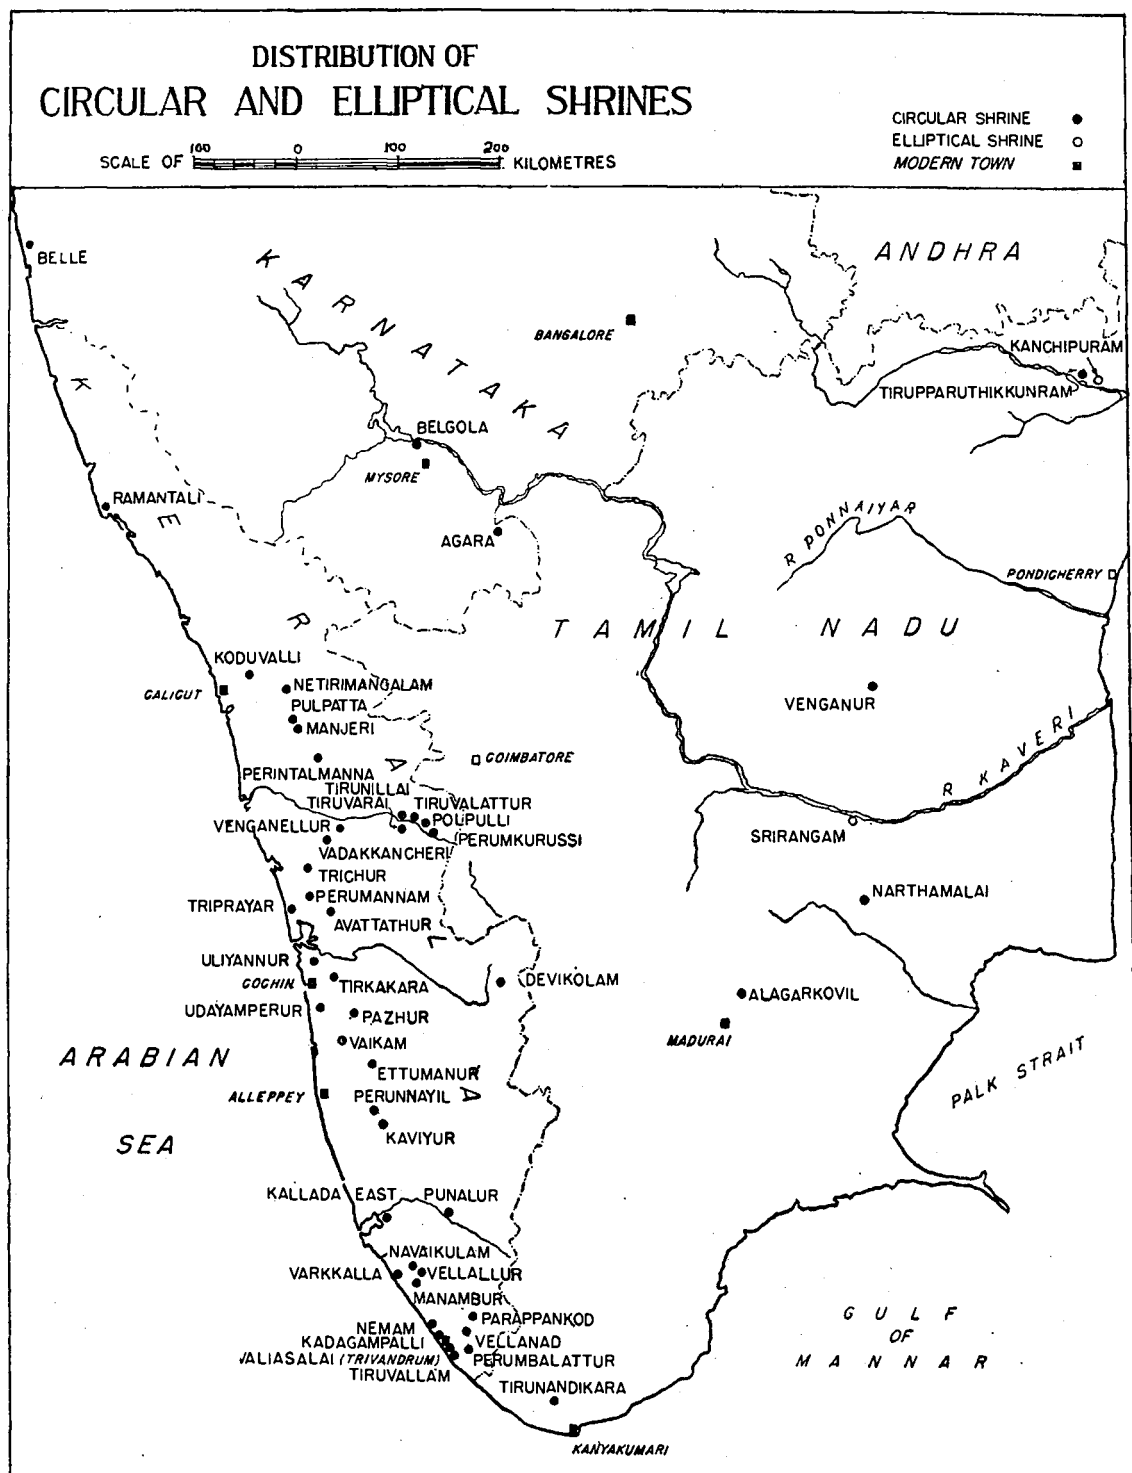 DISTRIBUTION OF
CIRCULAR AND ELLIPTICAL SHRINES
SCALE OF 100 0 100 200 KILOMETRES
CIRCULAR SHRINE
ELLIPTICAL SHRINE
MODERN TOWN
BELLE
KARNATAKA
ANDHRA
BANGALORE
KANCHIPURAM
TIRUPPARUTHIKKUNRAM
KERALA
BELGOLA
MYSORE
RAMANTALI
AGARA
R PONNAIYAR
PONDICHERRY
TAMIL NADU
KODUVALLI
CALICUT
NETIRIMANGALAM
PULPATTA
MANJERI
VENGANUR
R KAVERI
COIMBATORE
PERINTALMANNA
TIRUNILLAI
TIRUVARAI
TIRUVALATTUR
POLPULLI
VENGANELLUR
PERUMKURUSSI
VADAKKANCHERI
SRIRANGAM
TRICHUR
PERUMANNAM
NARTHAMALAI
TRIPRAYAR
AVATTATHUR
ULIYANNUR
COCHIN
TIRKAKARA
DEVIKOLAM
ALAGARKOVIL
UDAYAMPERUR
PAZHUR
MADURAI
VAIKAM
ARABIAN
SEA
ETTUMANUR
PALK STRAIT
ALLEPPEY
PERUNNAYIL
KAVIYUR
KALLADA EAST
PUNALUR
NAVAIKULAM
VARKKALLA
VELLALLUR
MANAMBUR
PARAPPANKOD
NEMAM
KADAGAMPALLI
VELLANAD
VALIASALAI (TRIVANDRUM)
PERUMBALATTUR
TIRUVALLAM
TIRUNANDIKARA
GULF
OF
MANNAR
KANYAKUMARI